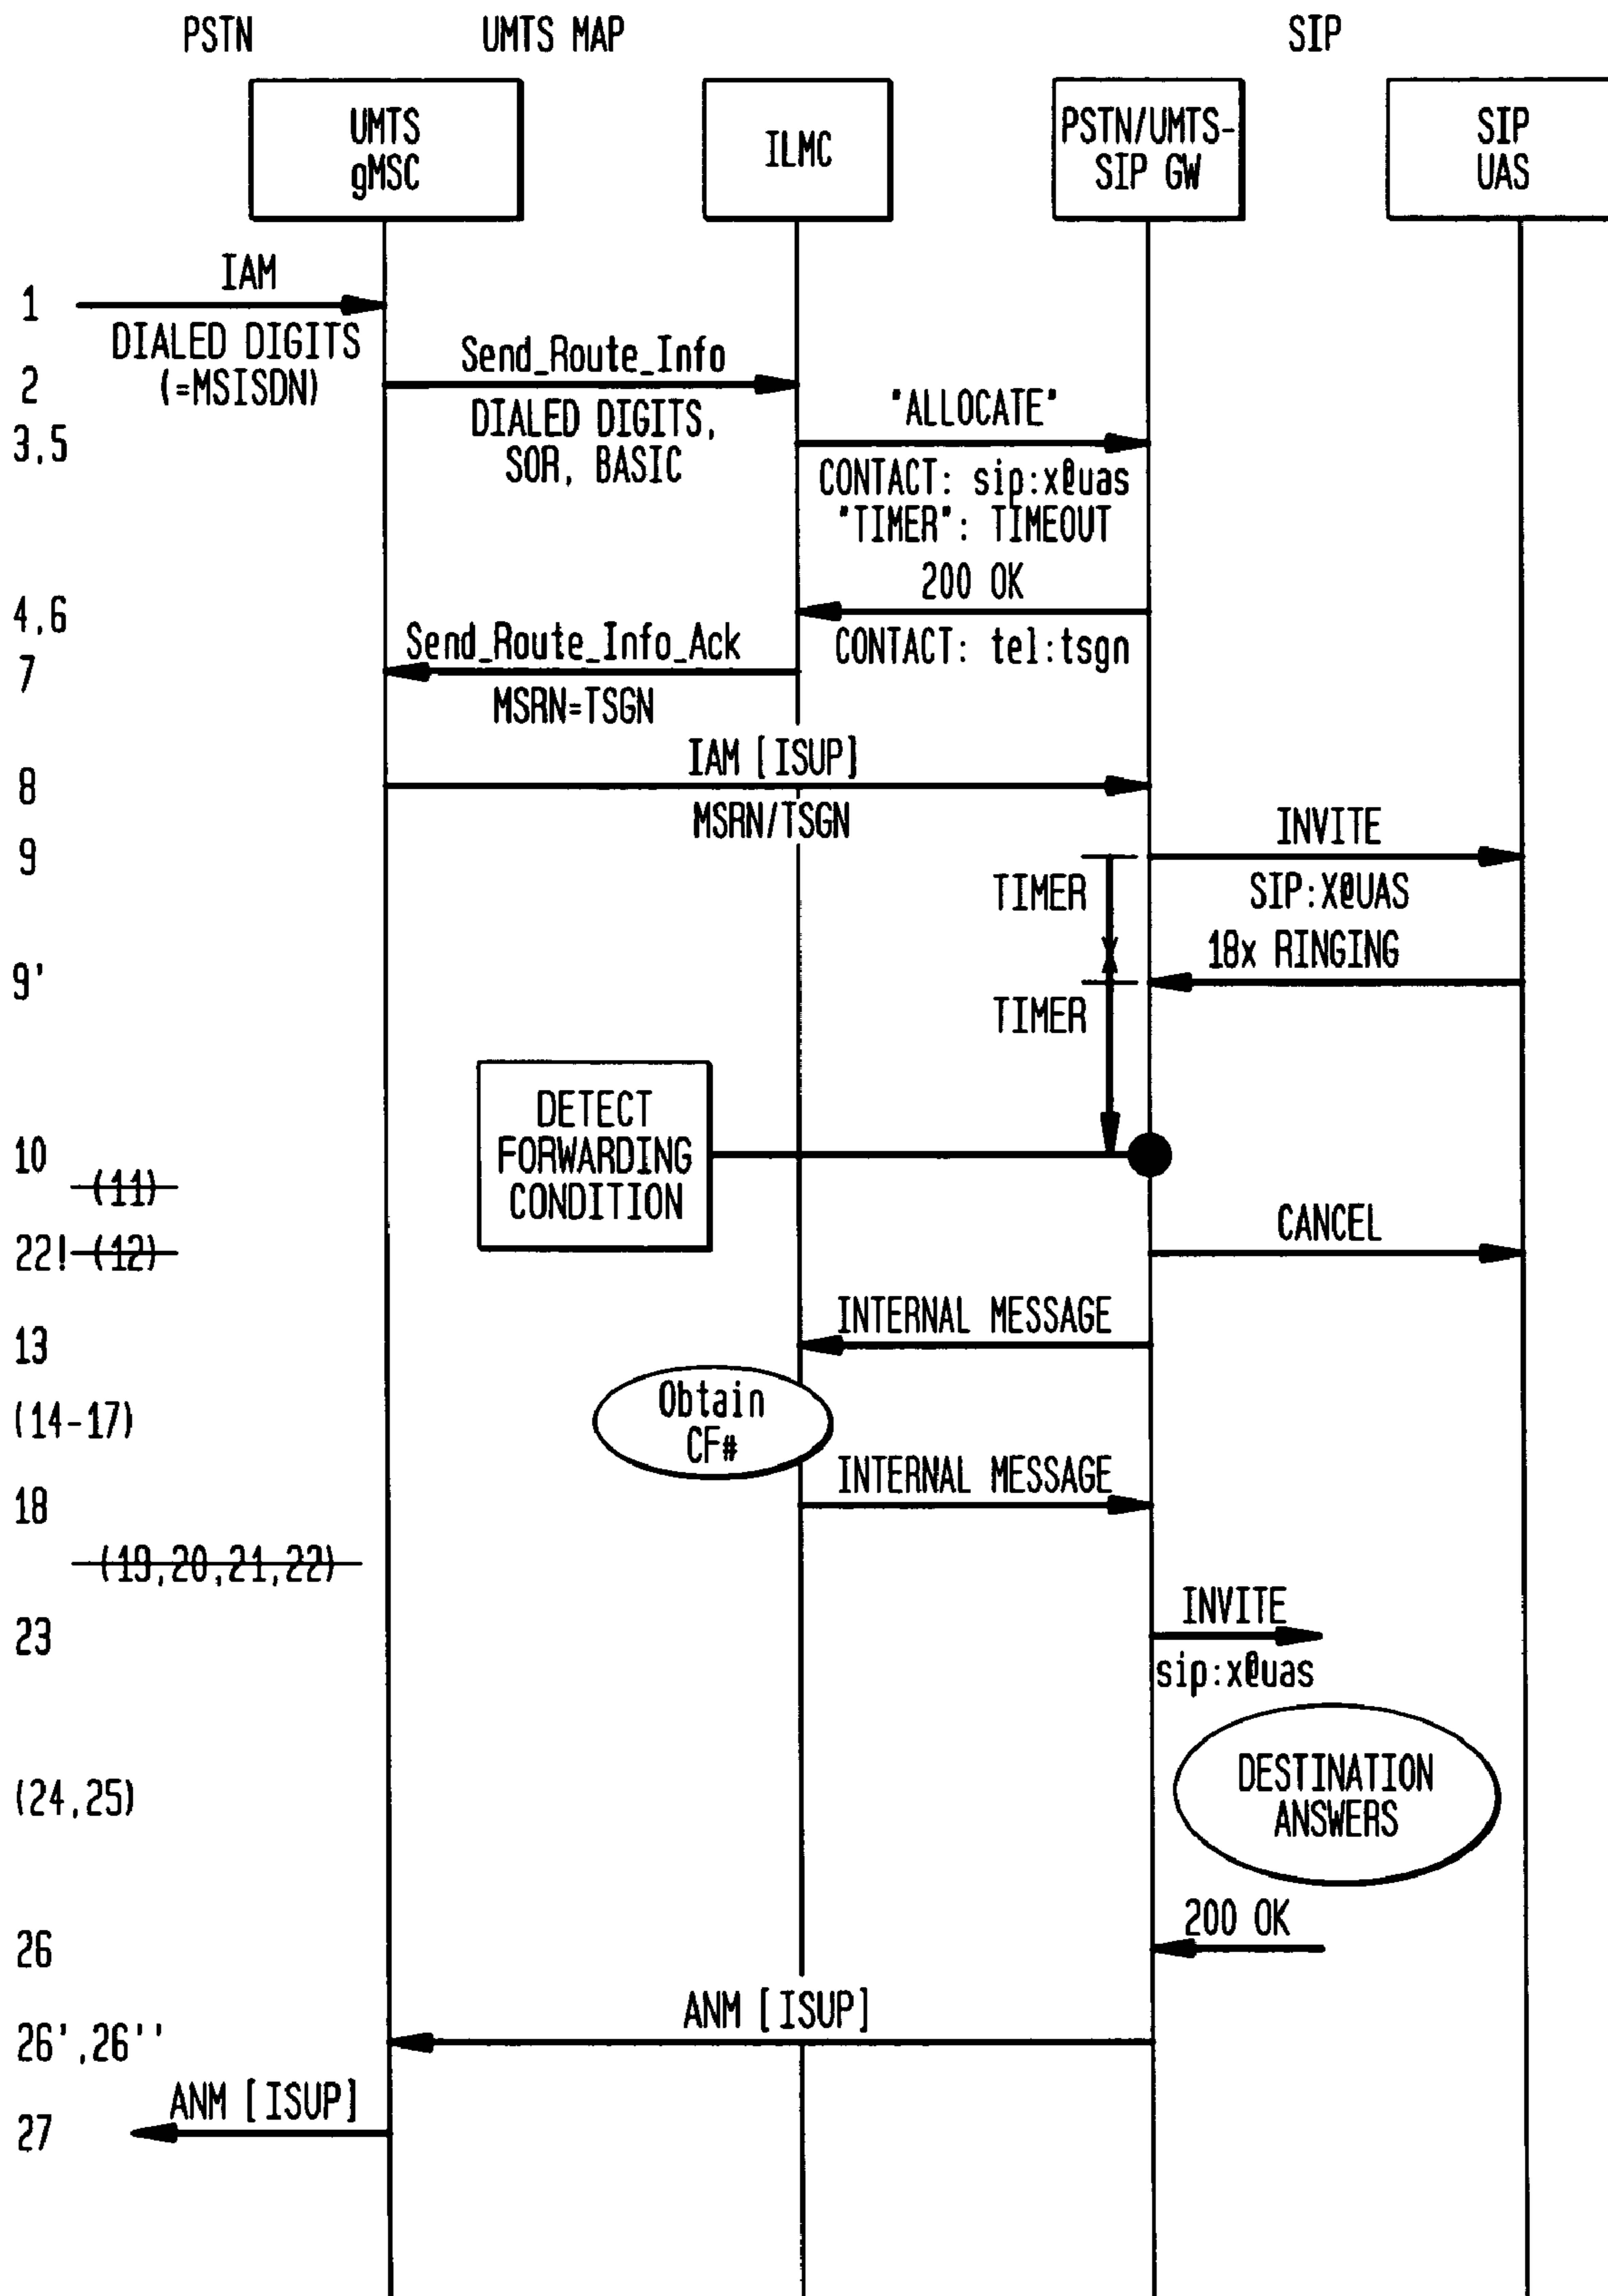 PSTN UMTS MAP SIP
UMTS
gMSC
ILMC
PSTN/UMTS-
SIP GW
SIP
UAS
IAM
1
DIALED DIGITS
(=MSISDN)
2
Send_Route_Info
DIALED DIGITS,
SOR, BASIC
3,5
"ALLOCATE"
CONTACT: sip:x@uas
"TIMER": TIMEOUT
200 OK
4,6
CONTACT: tel:tsgn
Send_Route_Info_Ack
7
MSRN=TSGN
IAM [ISUP]
8
MSRN/TSGN
INVITE
9
TIMER
SIP:X@UAS
18x RINGING
9'
TIMER
DETECT
FORWARDING
CONDITION
10
(11)
CANCEL
22! (12)
INTERNAL MESSAGE
13
Obtain
CF#
(14-17)
INTERNAL MESSAGE
18
(19,20,21,22)
INVITE
23
sip:x@uas
DESTINATION
ANSWERS
(24,25)
200 OK
26
ANM [ISUP]
26',26''
ANM [ISUP]
27